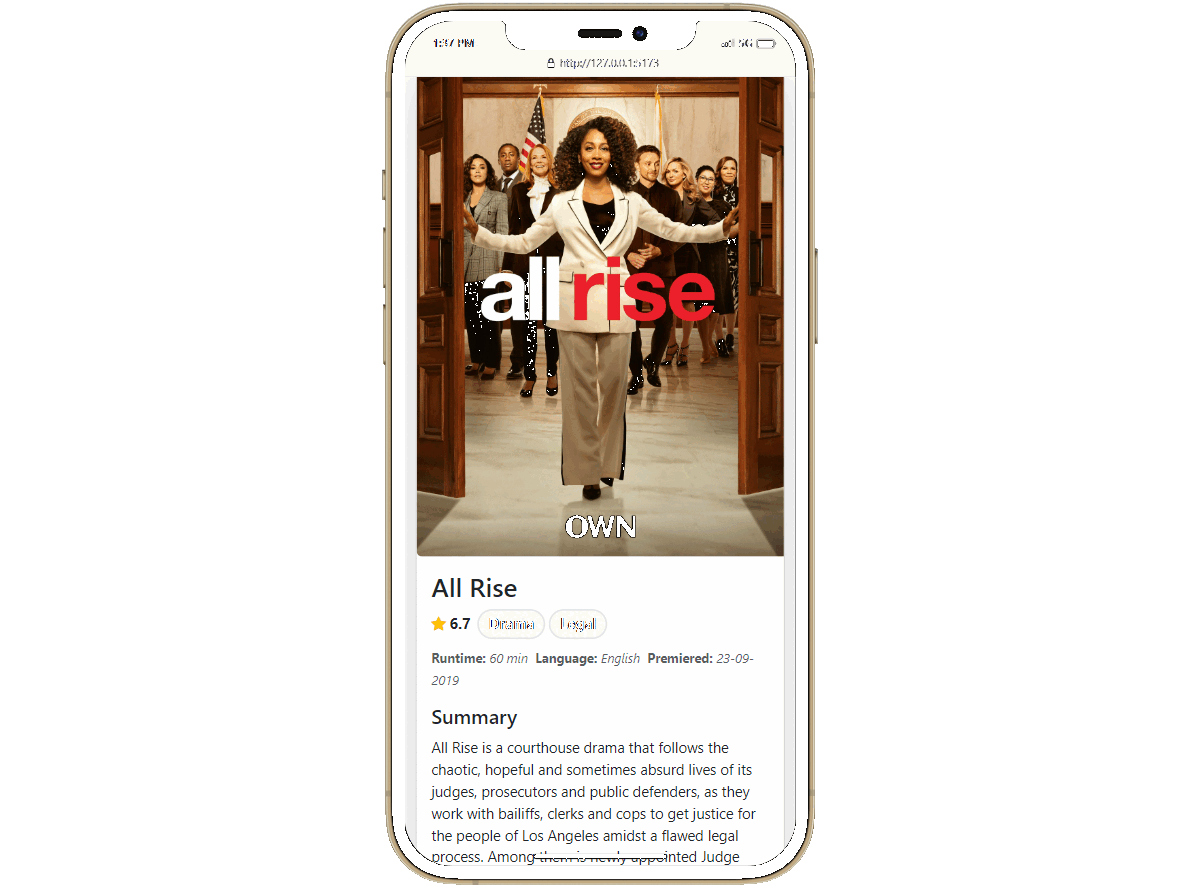 1:37 PM 5G
http://127.0.0.1:5173
all rise
OWN
All Rise
6.7 Drama Legal
Runtime: 60 min Language: English Premiered: 23-09-
2019
Summary
All Rise is a courthouse drama that follows the
chaotic, hopeful and sometimes absurd lives of its
judges, prosecutors and public defenders, as they
work with bailiffs, clerks and cops to get justice for
the people of Los Angeles amidst a flawed legal
process. Among them is newly appointed Judge